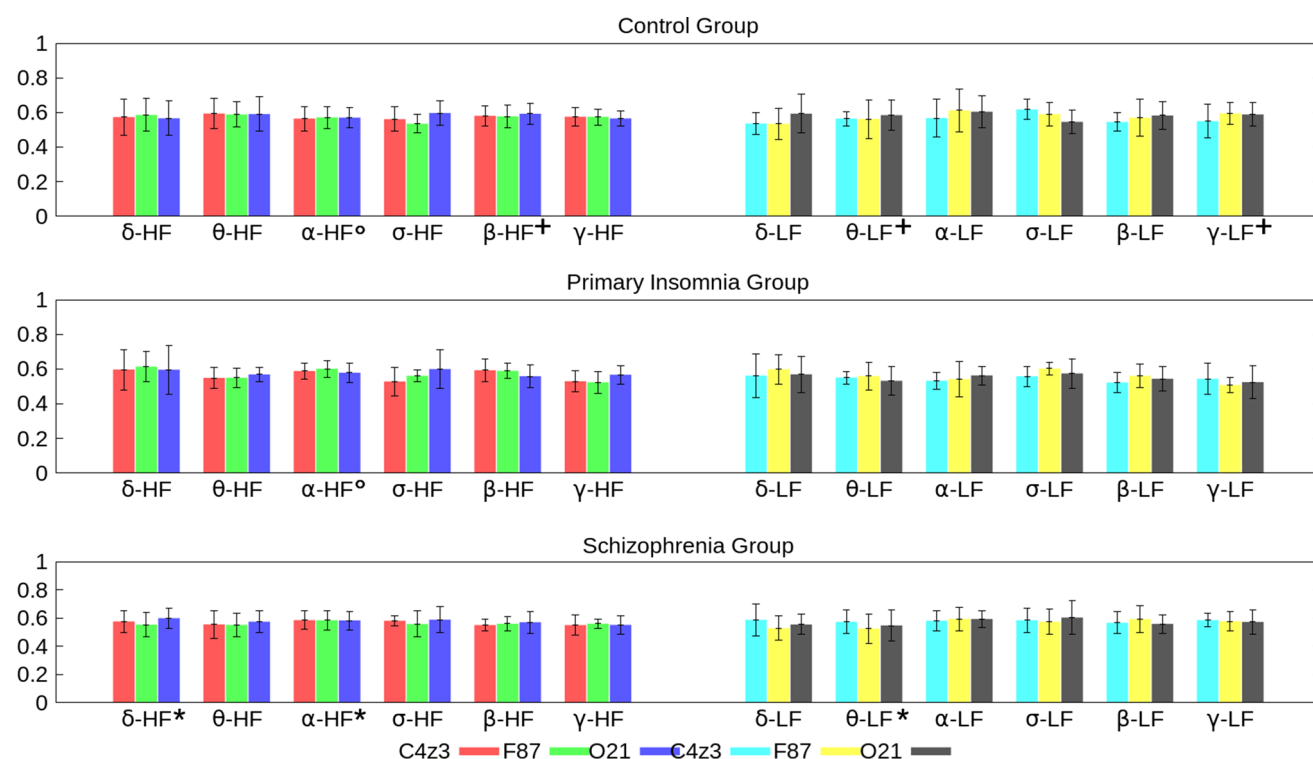 Control Group
1
0.8
0.6
0.4
0.2
0
δ-HF θ-HF α-HF° σ-HF β-HF+ γ-HF δ-LF θ-LF+ α-LF σ-LF β-LF γ-LF+
Primary Insomnia Group
1
0.8
0.6
0.4
0.2
0
δ-HF θ-HF α-HF° σ-HF β-HF γ-HF δ-LF θ-LF α-LF σ-LF β-LF γ-LF
Schizophrenia Group
1
0.8
0.6
0.4
0.2
0
δ-HF* θ-HF α-HF* σ-HF β-HF γ-HF δ-LF θ-LF* α-LF σ-LF β-LF γ-LF
C4z3 F87 O21 C4z3 F87 O21